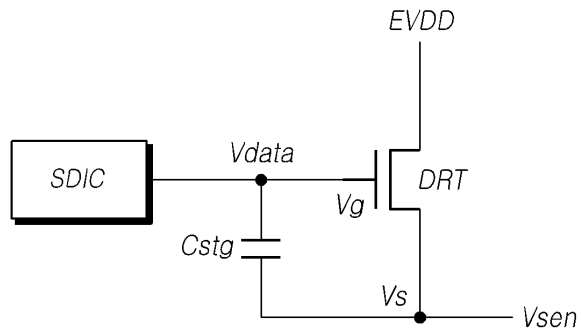 EVDD
SDIC
Vdata
DRT
Vg
Cstg
Vs
Vsen